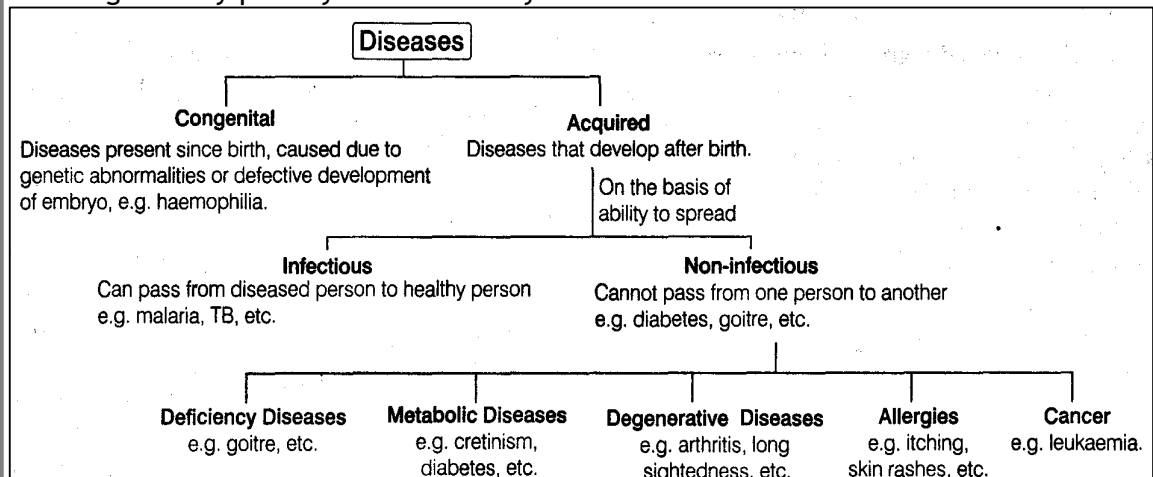 Diseases
Congenital
Diseases present since birth, caused due to
genetic abnormalities or defective development
of embryo, e.g. haemophilia.
Acquired
Diseases that develop after birth.
On the basis of
ability to spread
Infectious
Can pass from diseased person to healthy person
e.g. malaria, TB, etc.
Non-infectious
Cannot pass from one person to another
e.g. diabetes, goitre, etc.
Deficiency Diseases
e.g. goitre, etc.
Metabolic Diseases
e.g. cretinism,
diabetes, etc.
Degenerative Diseases
e.g. arthritis, long
sightedness, etc.
Allergies
e.g. itching,
skin rashes, etc.
Cancer
e.g. leukaemia.